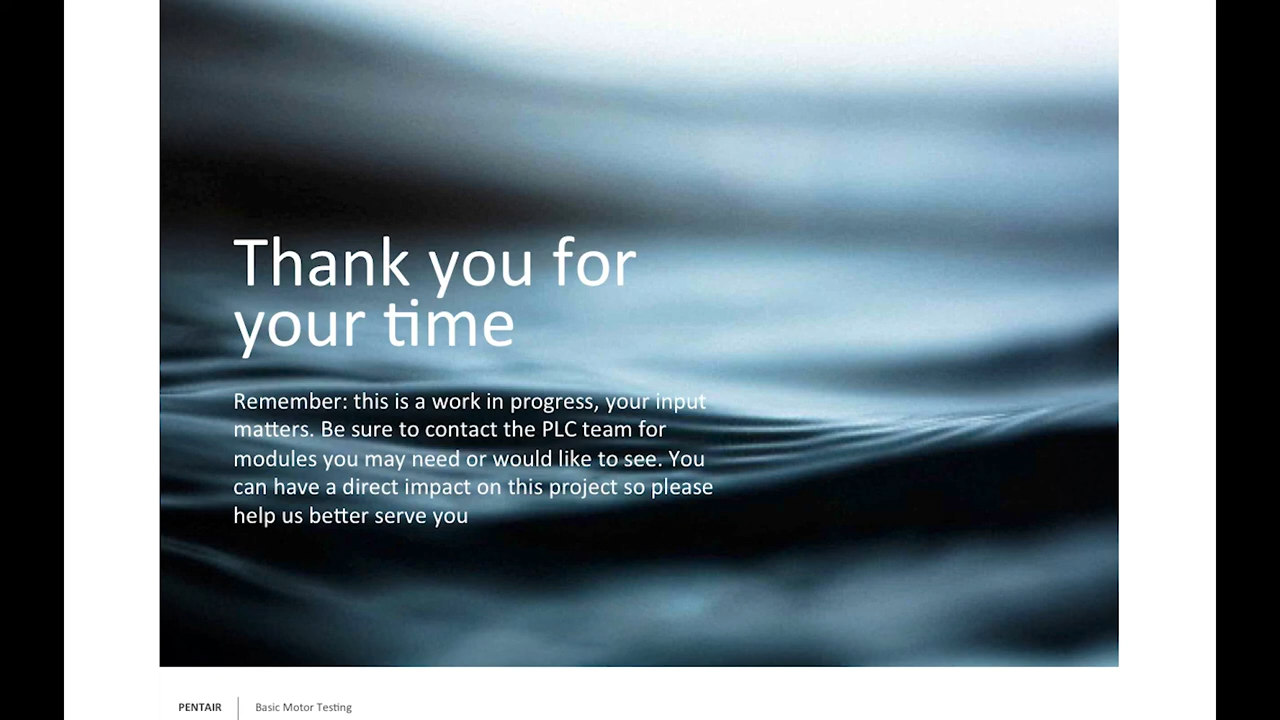 Thank you for
your time
Remember: this is a work in progress, your input
matters. Be sure to contact the PLC team for
modules you may need or would like to see. You
can have a direct impact on this project so please
help us better serve you
PENTAIR
Basic Motor Testing